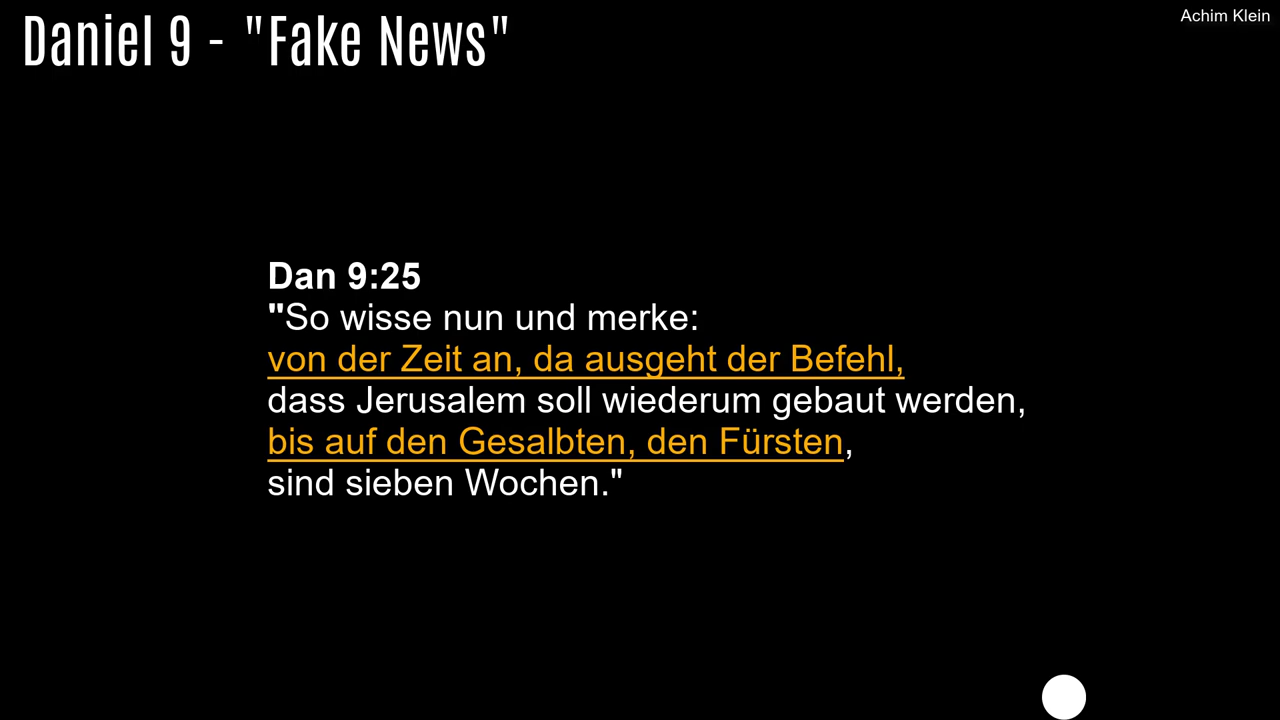 Daniel 9 - "Fake News"
Achim Klein
Dan 9:25
"So wisse nun und merke:
von der Zeit an, da ausgeht der Befehl,
dass Jerusalem soll wiederum gebaut werden,
bis auf den Gesalbten, den Fürsten,
sind sieben Wochen."